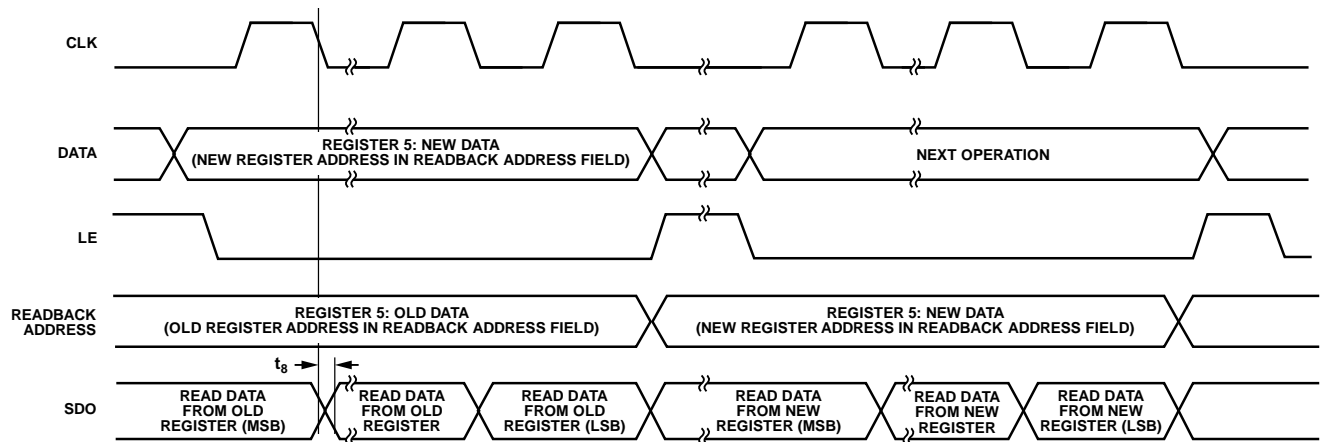 CLK
DATA
REGISTER 5: NEW DATA
(NEW REGISTER ADDRESS IN READBACK ADDRESS FIELD)
NEXT OPERATION
LE
READBACK
ADDRESS
REGISTER 5: OLD DATA
(OLD REGISTER ADDRESS IN READBACK ADDRESS FIELD)
REGISTER 5: NEW DATA
(NEW REGISTER ADDRESS IN READBACK ADDRESS FIELD)
t8
SDO
READ DATA
FROM OLD
REGISTER (MSB)
READ DATA
FROM OLD
REGISTER
READ DATA
FROM OLD
REGISTER (LSB)
READ DATA
FROM NEW
REGISTER (MSB)
READ DATA
FROM NEW
REGISTER
READ DATA
FROM NEW
REGISTER (LSB)